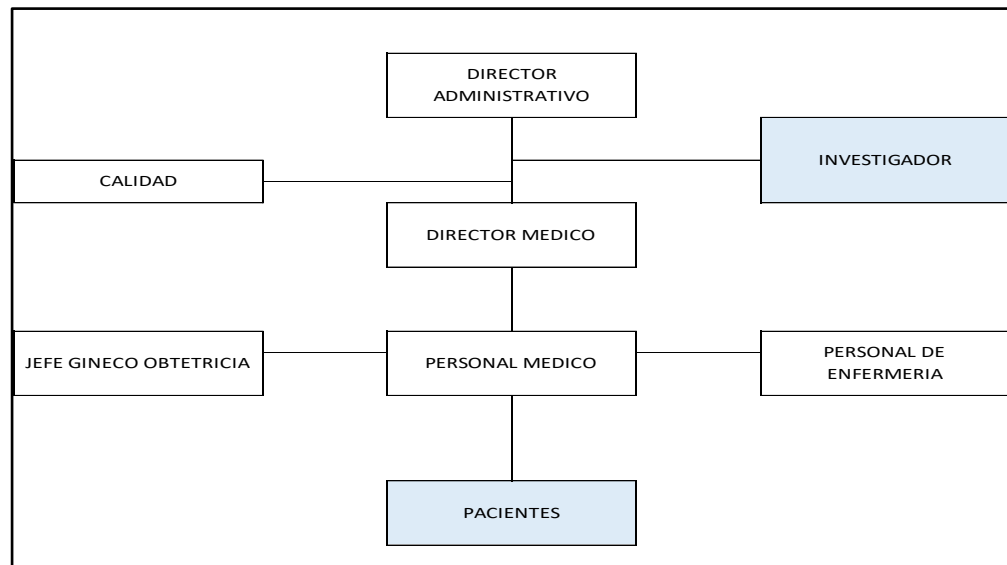 DIRECTOR
ADMINISTRATIVO
INVESTIGADOR
CALIDAD
DIRECTOR MEDICO
JEFE GINECO OBTETRICIA
PERSONAL MEDICO
PERSONAL DE
ENFERMERIA
PACIENTES